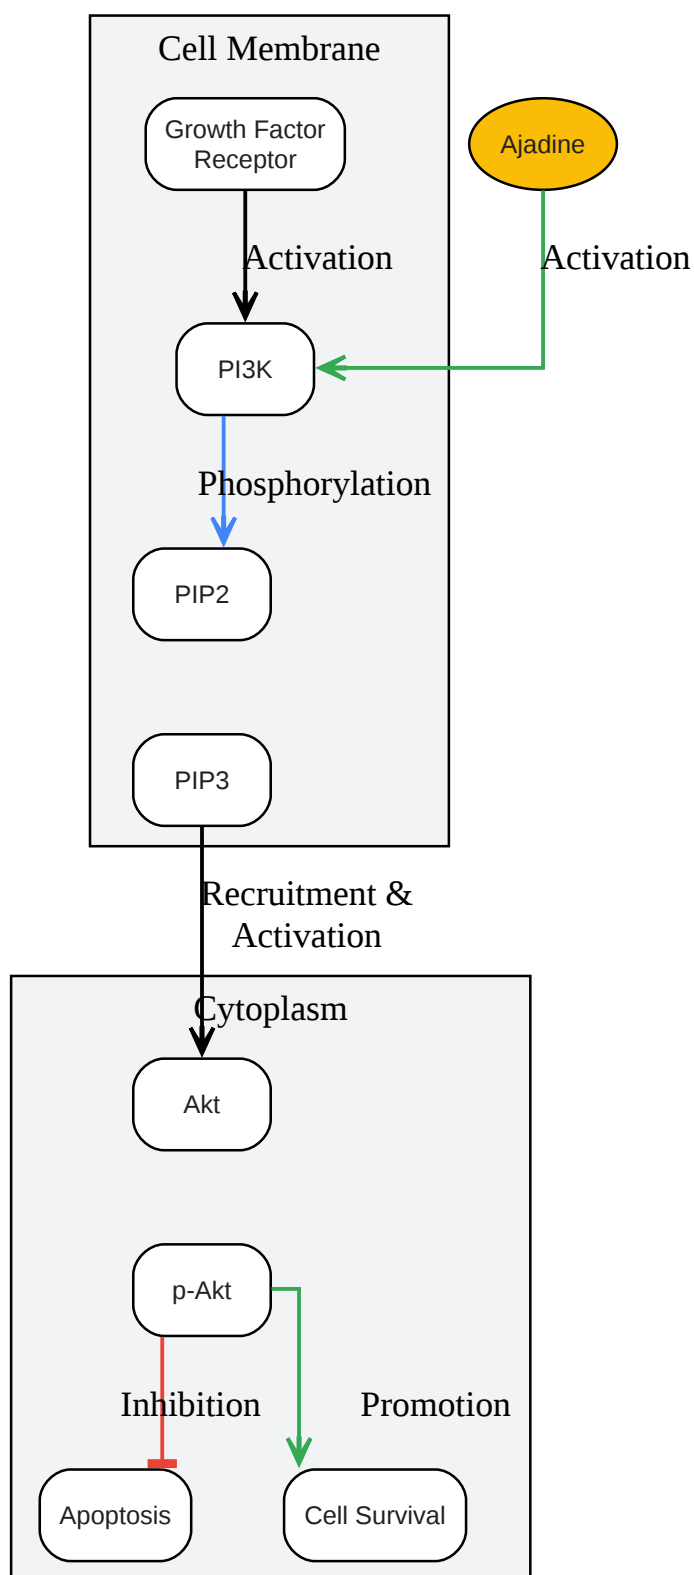 Cell Membrane
Growth Factor
Receptor
Ajadine
Activation
Activation
PI3K
Phosphorylation
PIP2
PIP3
Recruitment &
Activation
Cytoplasm
Akt
p-Akt
Inhibition
Promotion
Apoptosis
Cell Survival